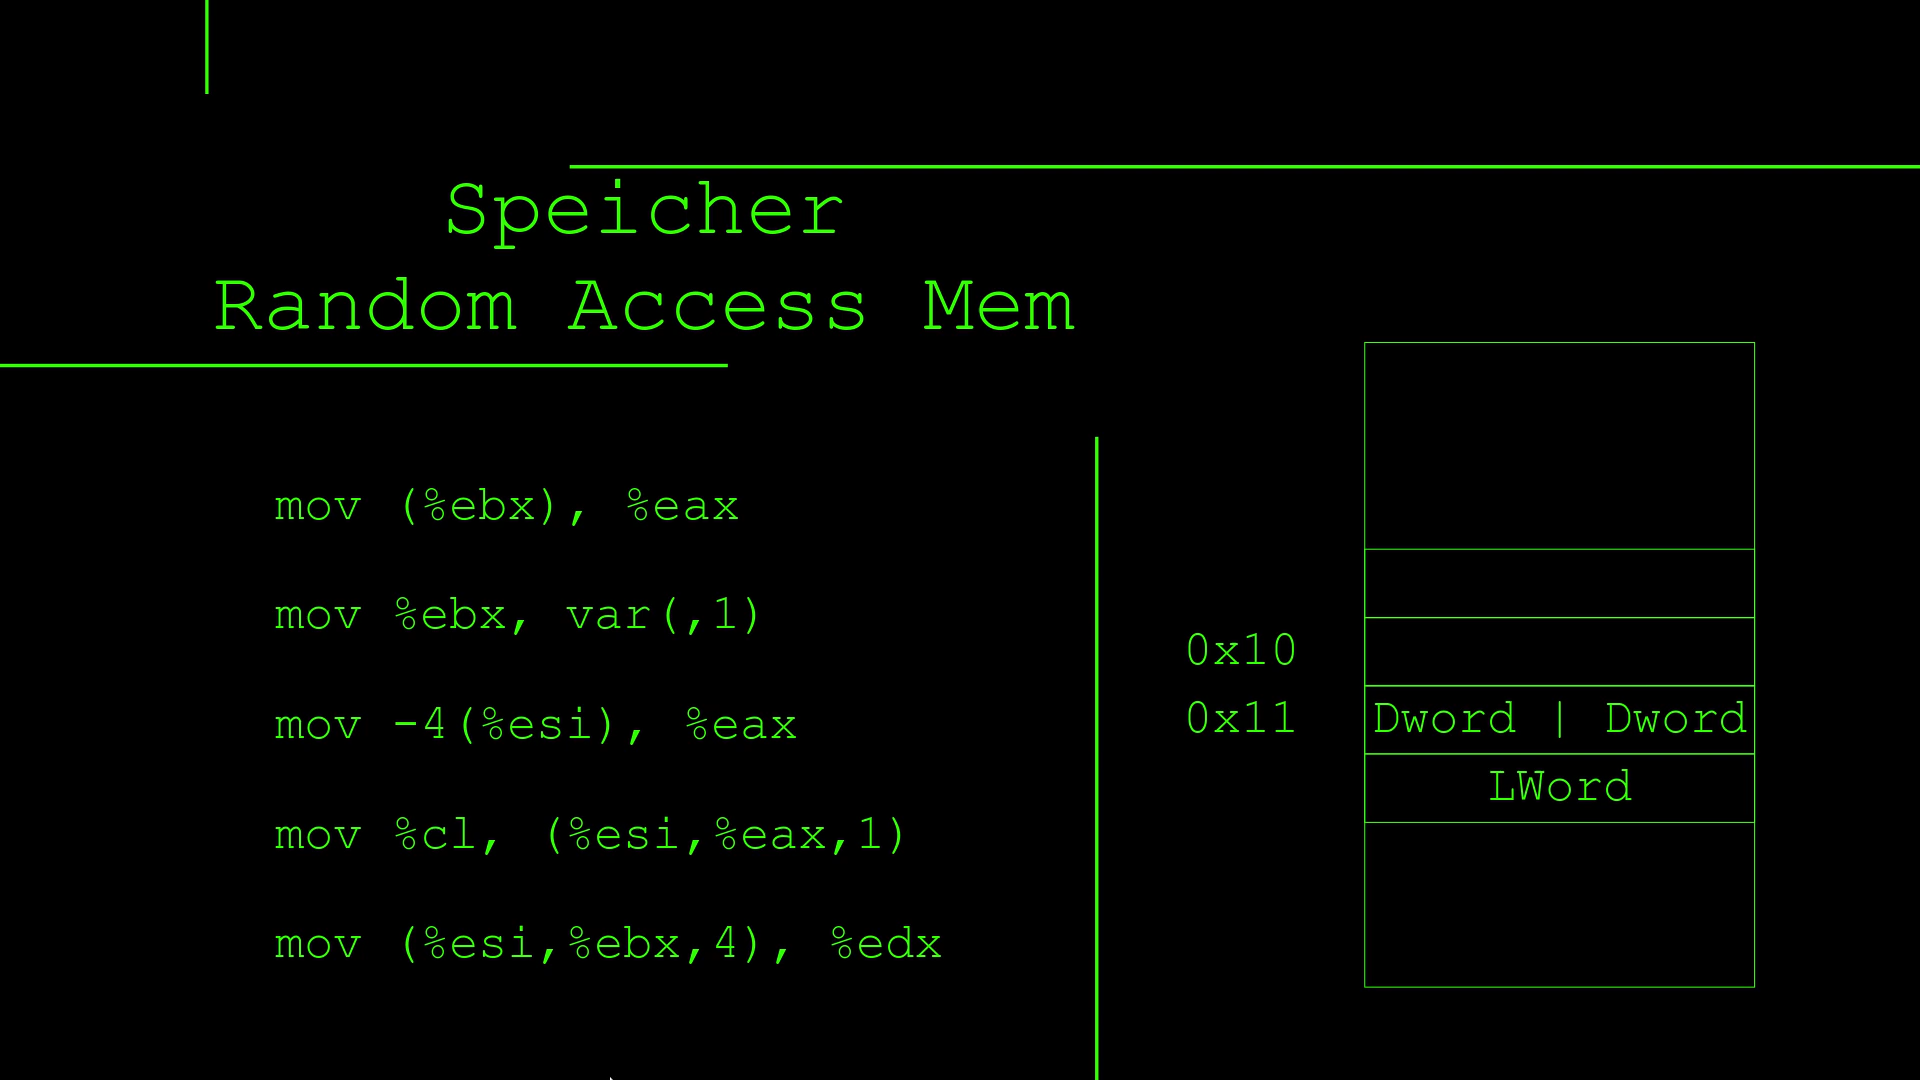 Speicher
Random Access Mem
mov (%ebx), %eax
mov %ebx, var(,1)
mov -4(%esi), %eax
mov %cl, (%esi,%eax,1)
mov (%esi,%ebx,4), %edx
0x10
0x11
Dword | Dword
LWord